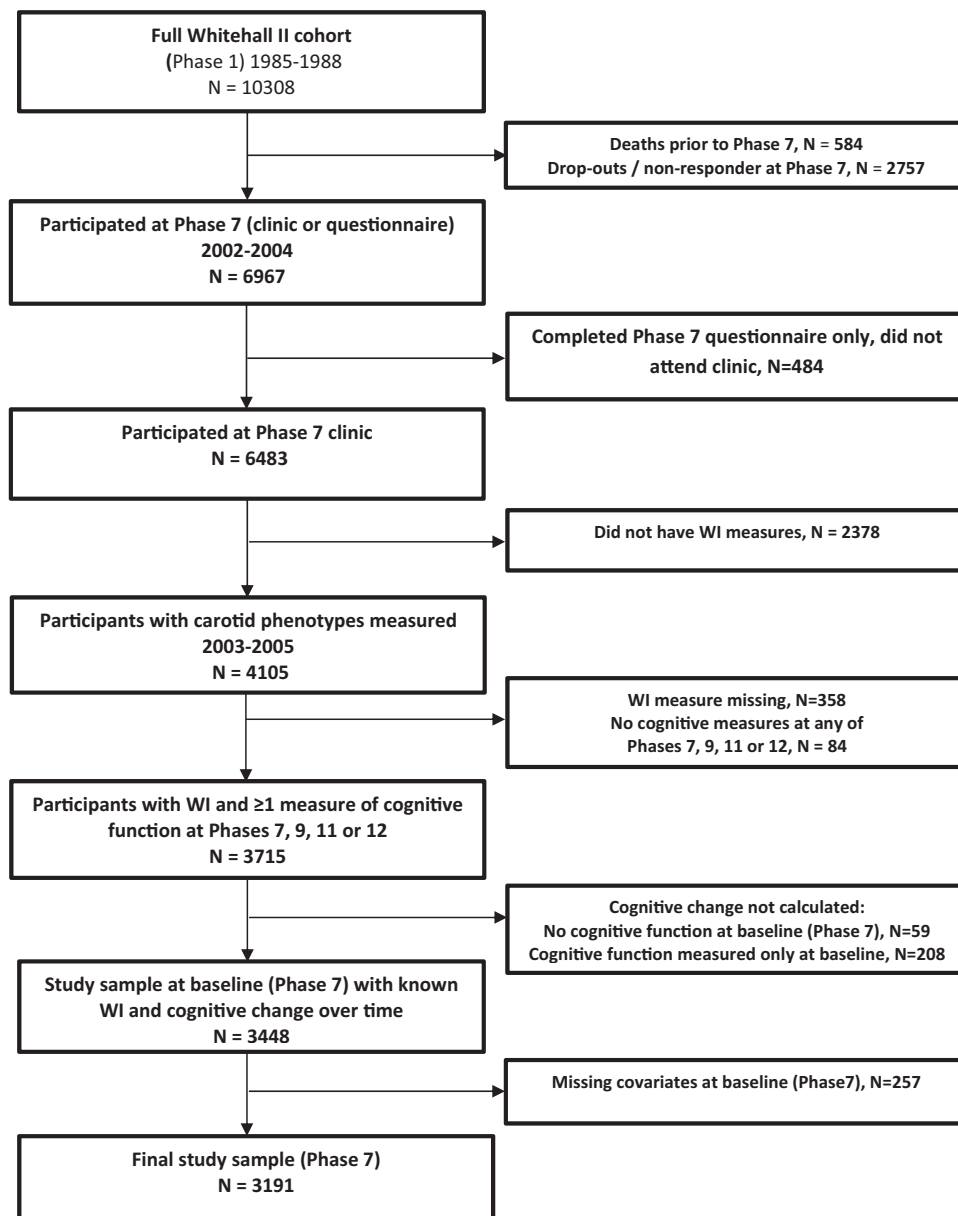 Full Whitehall II cohort
(Phase 1) 1985-1988
N = 10308
Deaths prior to Phase 7, N = 584
Drop-outs / non-responder at Phase 7, N = 2757
Participated at Phase 7 (clinic or questionnaire)
2002-2004
N = 6967
Completed Phase 7 questionnaire only, did not
attend clinic, N=484
Participated at Phase 7 clinic
N = 6483
Did not have WI measures, N = 2378
Participants with carotid phenotypes measured
2003-2005
N = 4105
WI measure missing, N=358
No cognitive measures at any of
Phases 7, 9, 11 or 12, N = 84
Participants with WI and ≥1 measure of cognitive
function at Phases 7, 9, 11 or 12
N = 3715
Cognitive change not calculated:
No cognitive function at baseline (Phase 7), N=59
Cognitive function measured only at baseline, N=208
Study sample at baseline (Phase 7) with known
WI and cognitive change over time
N = 3448
Missing covariates at baseline (Phase7), N=257
Final study sample (Phase 7)
N = 3191